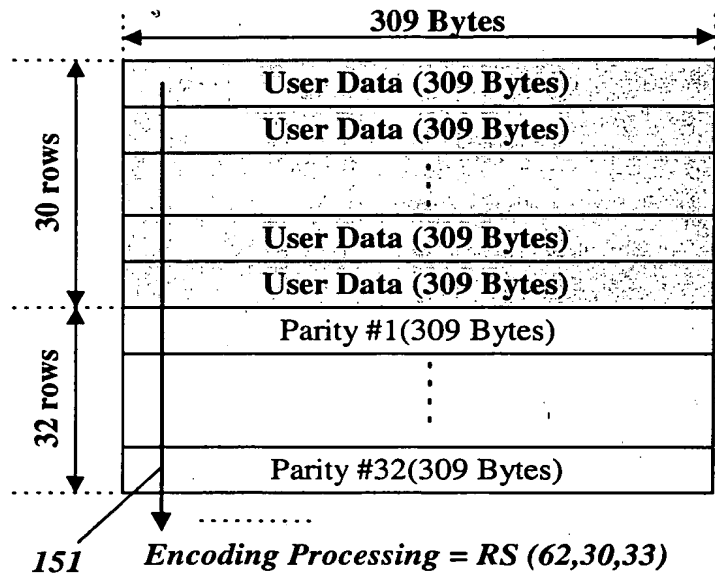 309 Bytes
User Data (309 Bytes)
User Data (309 Bytes)
User Data (309 Bytes)
User Data (309 Bytes)
30 rows
Parity #1(309 Bytes)
32 rows
Parity #32(309 Bytes)
151
Encoding Processing = RS (62,30,33)